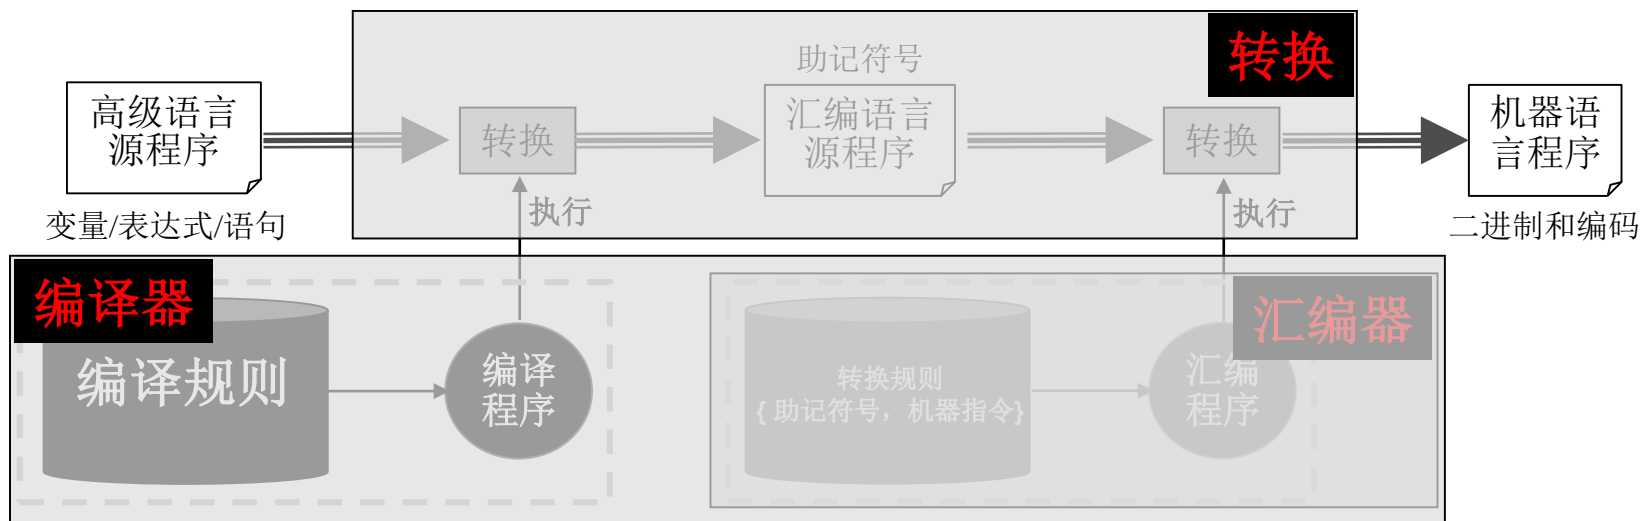 转换
助记符号
高级语言
源程序
转换
汇编语言
源程序
转换
机器语
言程序
变量/表达式/语句
执行
执行
二进制和编码
编译器
汇编器
编译规则
编译
程序
转换规则
{ 助记符号，机器指令}
汇编
程序